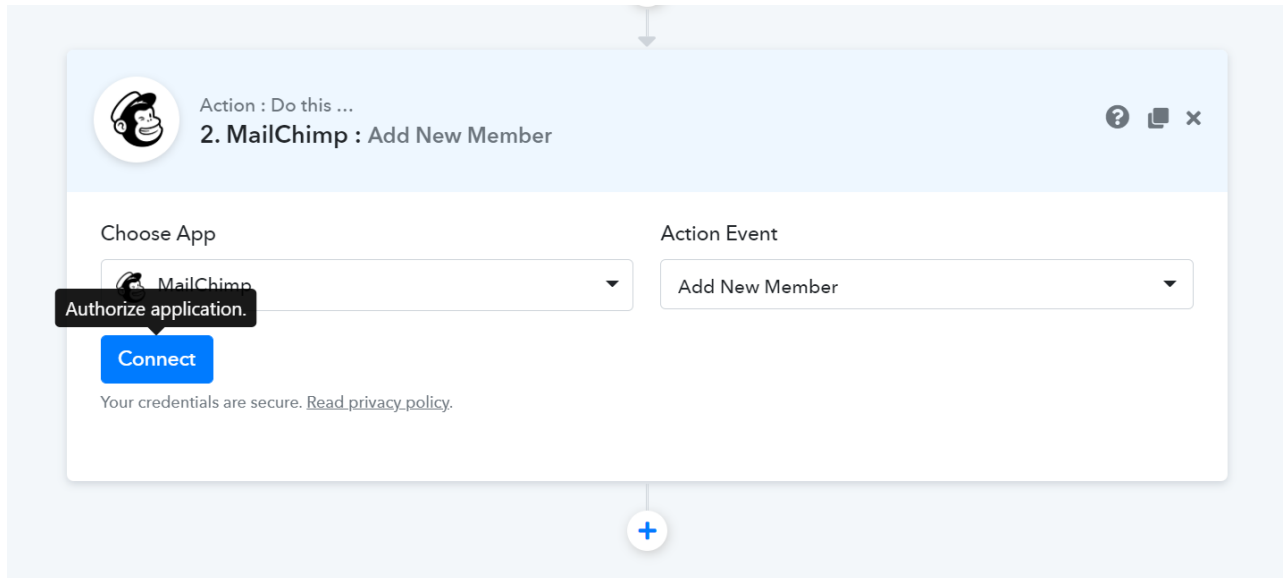 Action : Do this ...
2. MailChimp : Add New Member
Choose App
Action Event
MailChimp
Add New Member
Authorize application.
Connect
Your credentials are secure. Read privacy policy.